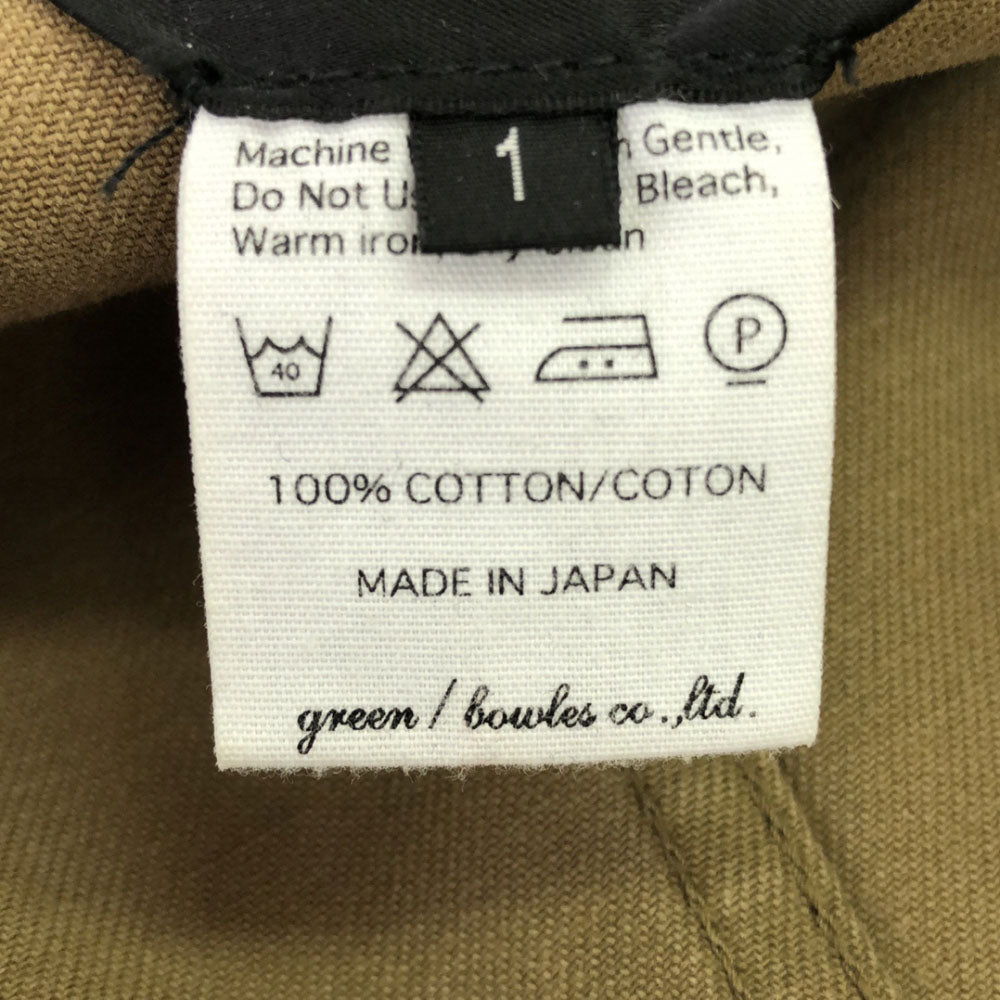 1
Machine Gentle,
Do Not Bleach,
Warm
40
P
100% COTTON/COTON
MADE IN JAPAN
green / bowles co.,ltd.